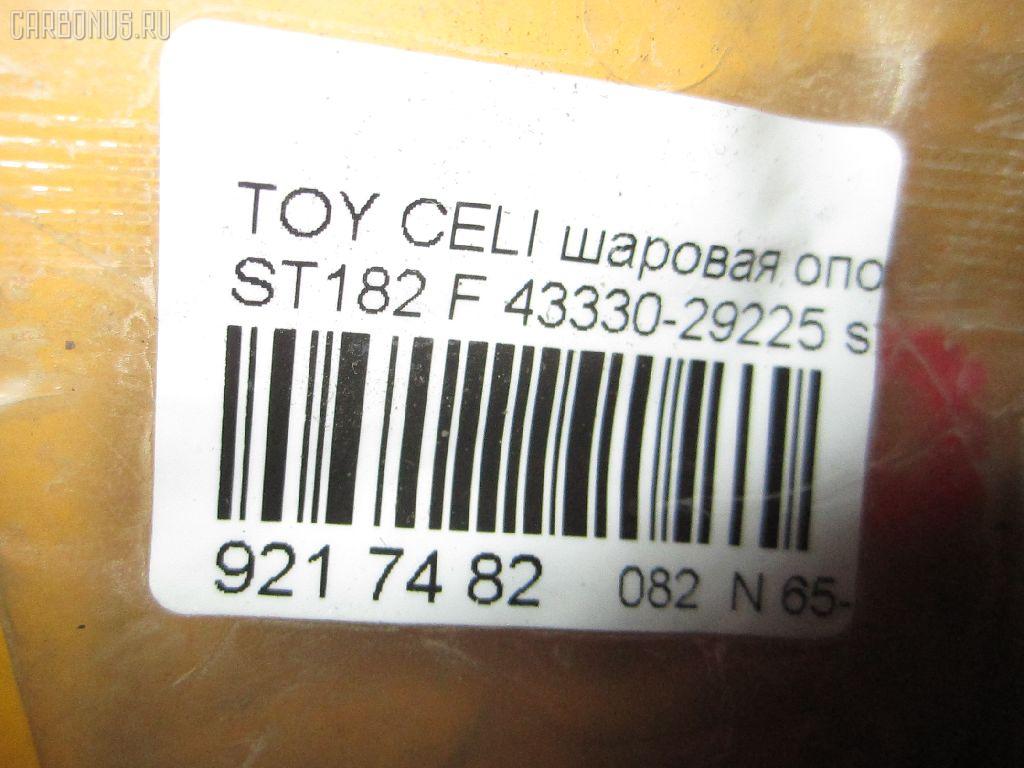 CARBONUS.RU
TOY CELI шаровая опо
ST182 F 43330-29225 s
921 74 82 082 N 65-